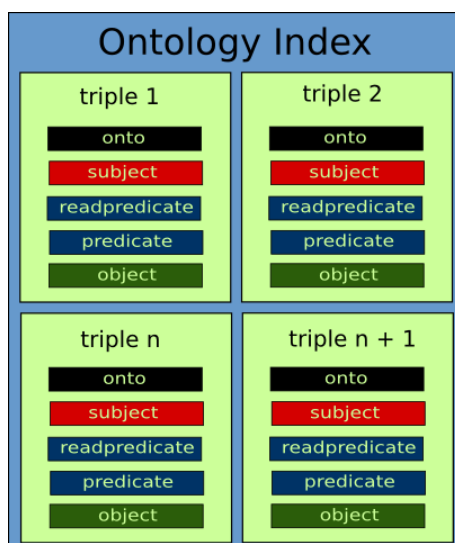 Ontology Index
triple 1
onto
subject
readpredicate
predicate
object
triple 2
onto
subject
readpredicate
predicate
object
triple n
onto
subject
readpredicate
predicate
object
triple n + 1
onto
subject
readpredicate
predicate
object